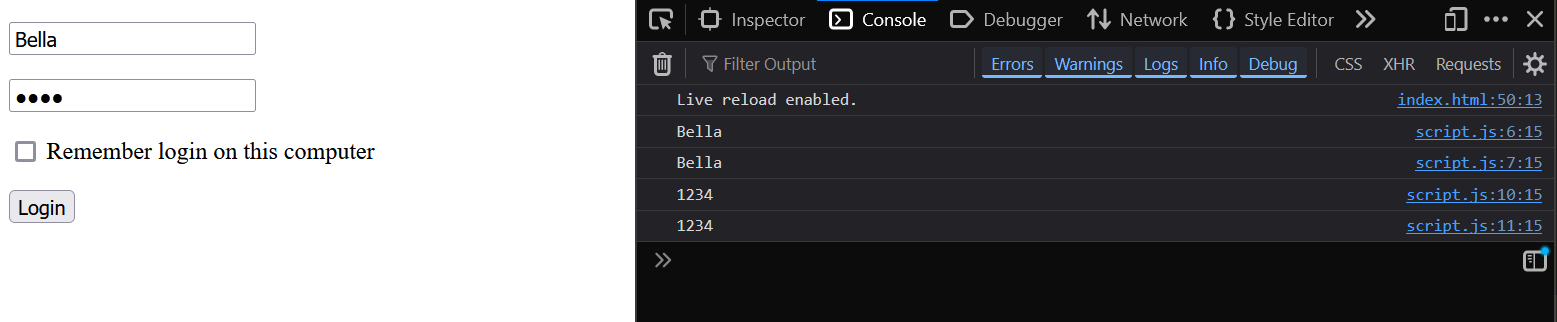 Bella
••••
Remember login on this computer
Login
Inspector Console Debugger Network Style Editor
Filter Output Errors Warnings Logs Info Debug CSS XHR Requests
Live reload enabled. index.html:50:13
Bella script.js:6:15
Bella script.js:7:15
1234 script.js:10:15
1234 script.js:11:15